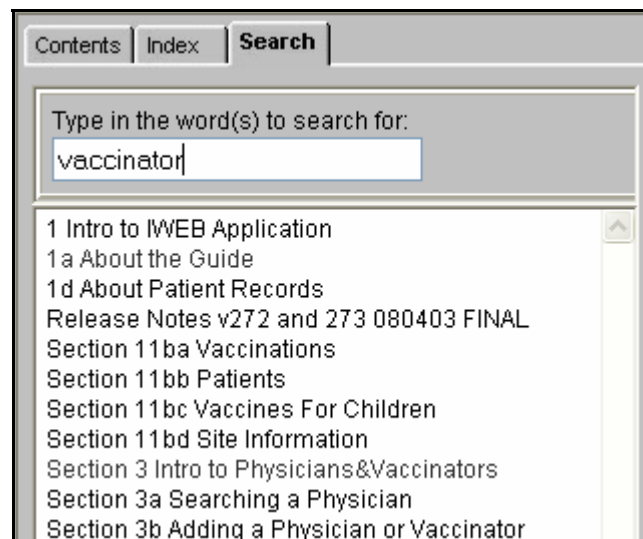 Contents Index Search
Type in the word(s) to search for:
vaccinator
1 Intro to IWEB Application
1a About the Guide
1d About Patient Records
Release Notes v272 and 273 080403 FINAL
Section 11ba Vaccinations
Section 11bb Patients
Section 11bc Vaccines For Children
Section 11bd Site Information
Section 3 Intro to Physicians&Vaccinators
Section 3a Searching a Physician
Section 3b Adding a Physician or Vaccinator